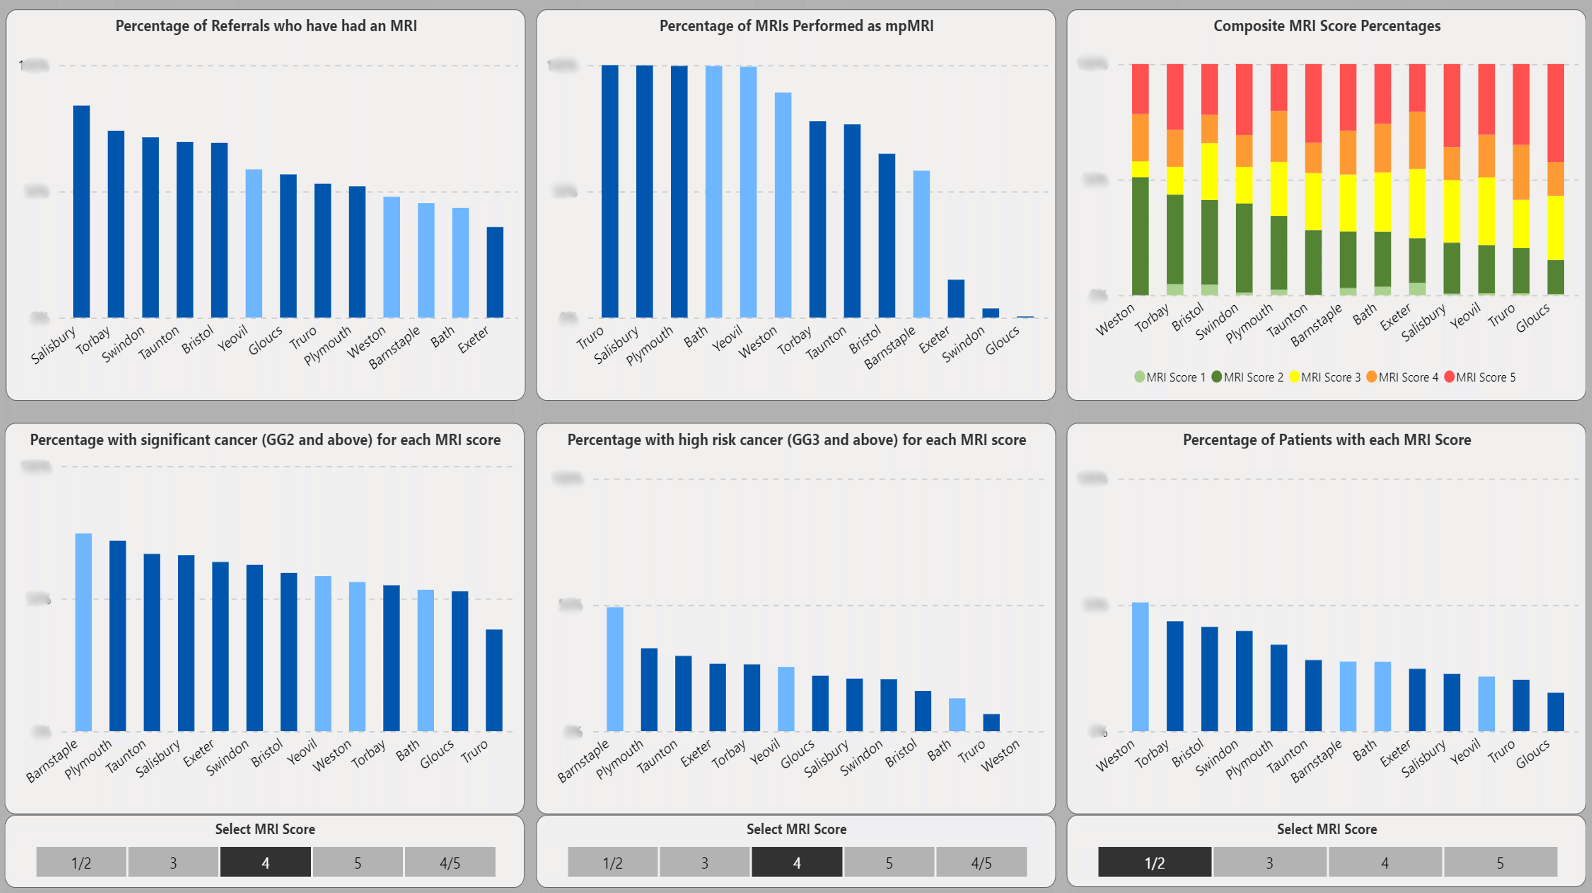 Percentage of Referrals who have had an MRI
Salisbury
Torbay
Swindon
Taunton
Bristol
Yeovil
Gloucs
Truro
Plymouth
Weston
Barnstaple
Bath
Exeter
Percentage of MRIs Performed as mpMRI
Truro
Salisbury
Plymouth
Bath
Yeovil
Weston
Torbay
Taunton
Bristol
Barnstaple
Exeter
Swindon
Gloucs
Composite MRI Score Percentages
Weston
Torbay
Bristol
Swindon
Plymouth
Taunton
Barnstaple
Bath
Exeter
Salisbury
Yeovil
Truro
Gloucs
MRI Score 1 MRI Score 2 MRI Score 3 MRI Score 4 MRI Score 5
Percentage with significant cancer (GG2 and above) for each MRI score
Barnstaple
Plymouth
Taunton
Salisbury
Exeter
Swindon
Bristol
Yeovil
Weston
Torbay
Bath
Gloucs
Truro
Select MRI Score
1/2 3 4 5 4/5
Percentage with high risk cancer (GG3 and above) for each MRI score
Barnstaple
Plymouth
Taunton
Exeter
Torbay
Yeovil
Gloucs
Salisbury
Swindon
Bristol
Bath
Truro
Weston
Select MRI Score
1/2 3 4 5 4/5
Percentage of Patients with each MRI Score
Weston
Torbay
Bristol
Swindon
Plymouth
Taunton
Barnstaple
Bath
Exeter
Salisbury
Yeovil
Truro
Gloucs
Select MRI Score
1/2 3 4 5